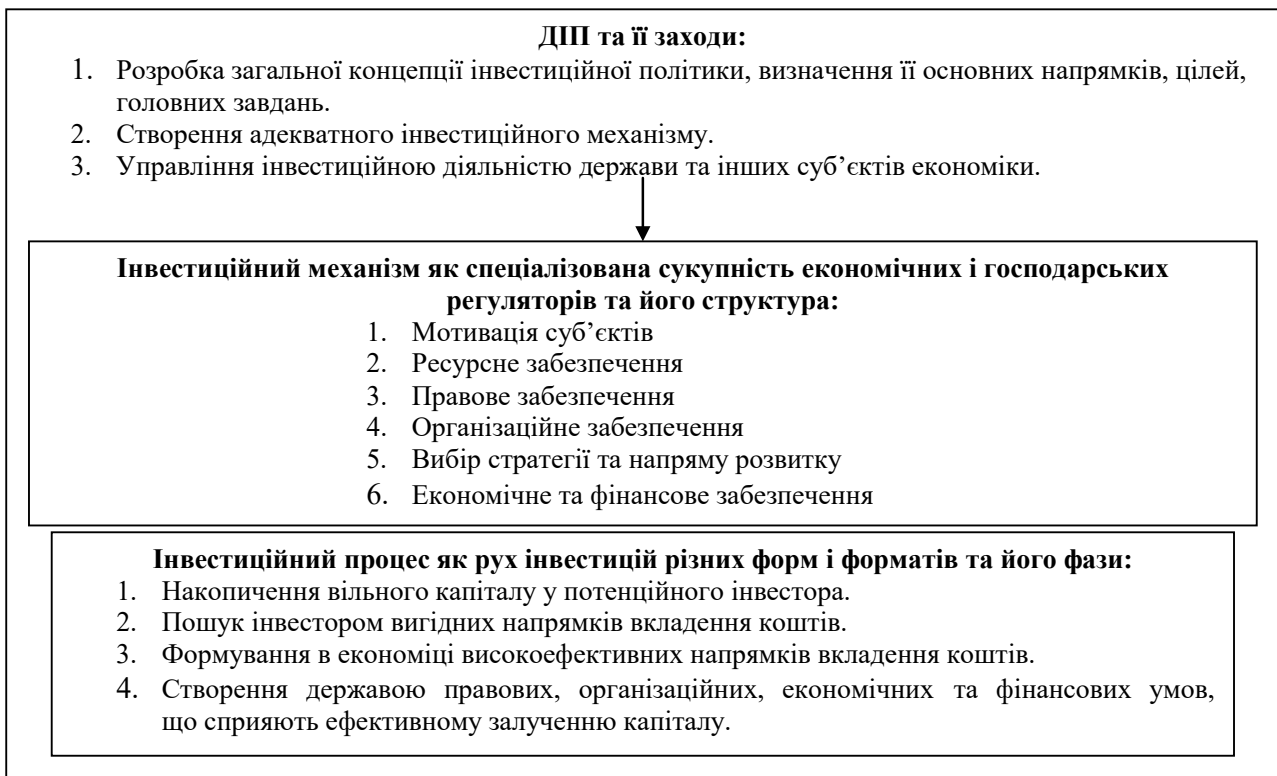 ДІП та її заходи:
1. Розробка загальної концепції інвестиційної політики, визначення її основних напрямків, цілей,
головних завдань.
2. Створення адекватного інвестиційного механізму.
3. Управління інвестиційною діяльністю держави та інших суб’єктів економіки.
Інвестиційний механізм як спеціалізована сукупність економічних і господарських
регуляторів та його структура:
1. Мотивація суб’єктів
2. Ресурсне забезпечення
3. Правове забезпечення
4. Організаційне забезпечення
5. Вибір стратегії та напряму розвитку
6. Економічне та фінансове забезпечення
Інвестиційний процес як рух інвестицій різних форм і форматів та його фази:
1. Накопичення вільного капіталу у потенційного інвестора.
2. Пошук інвестором вигідних напрямків вкладення коштів.
3. Формування в економіці високоефективних напрямків вкладення коштів.
4. Створення державою правових, організаційних, економічних та фінансових умов,
що сприяють ефективному залученню капіталу.